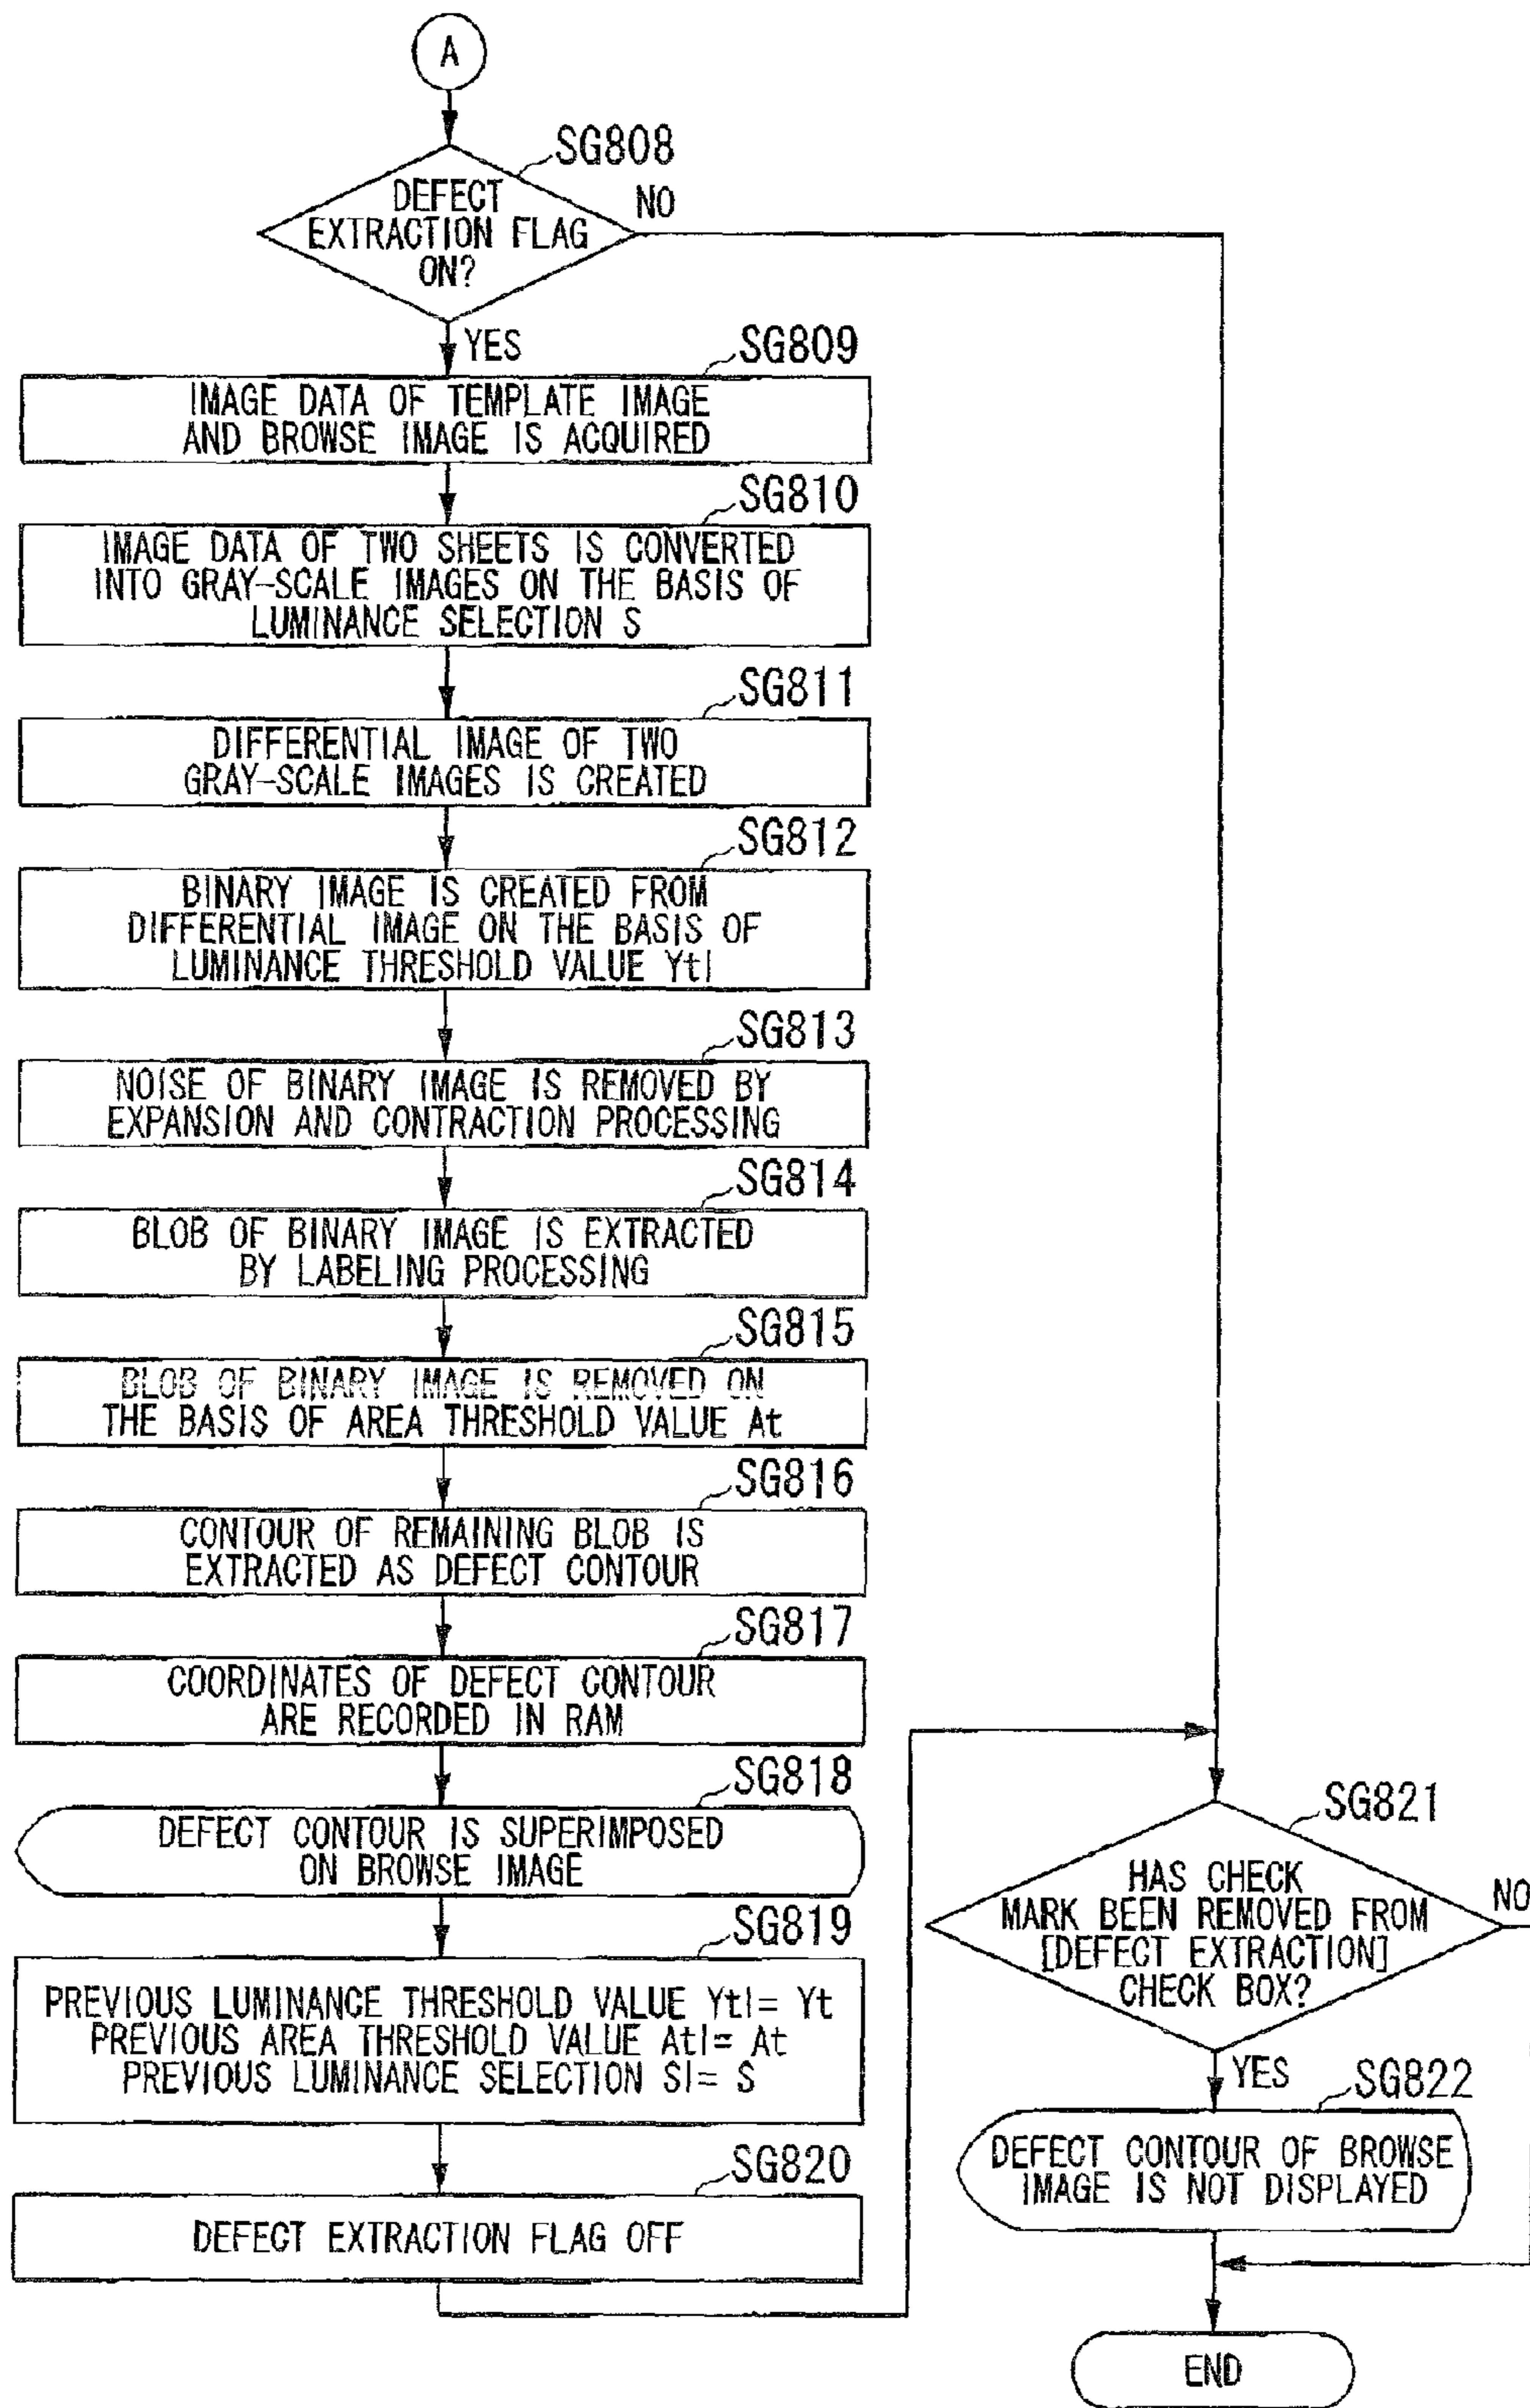 A
SG808
DEFECT
EXTRACTION FLAG
ON?
NO
YES
SG809
IMAGE DATA OF TEMPLATE IMAGE
AND BROWSE IMAGE IS ACQUIRED
SG810
IMAGE DATA OF TWO SHEETS IS CONVERTED
INTO GRAY-SCALE IMAGES ON THE BASIS OF
LUMINANCE SELECTION S
SG811
DIFFERENTIAL IMAGE OF TWO
GRAY-SCALE IMAGES IS CREATED
SG812
BINARY IMAGE IS CREATED FROM
DIFFERENTIAL IMAGE ON THE BASIS OF
LUMINANCE THRESHOLD VALUE Ytl
SG813
NOISE OF BINARY IMAGE IS REMOVED BY
EXPANSION AND CONTRACTION PROCESSING
SG814
BLOB OF BINARY IMAGE IS EXTRACTED
BY LABELING PROCESSING
SG815
BLOB OF BINARY IMAGE IS REMOVED ON
THE BASIS OF AREA THRESHOLD VALUE At
SG816
CONTOUR OF REMAINING BLOB IS
EXTRACTED AS DEFECT CONTOUR
SG817
COORDINATES OF DEFECT CONTOUR
ARE RECORDED IN RAM
SG818
DEFECT CONTOUR IS SUPERIMPOSED
ON BROWSE IMAGE
SG819
PREVIOUS LUMINANCE THRESHOLD VALUE Ytl= Yt
PREVIOUS AREA THRESHOLD VALUE Atl= At
PREVIOUS LUMINANCE SELECTION Sl= S
SG820
DEFECT EXTRACTION FLAG OFF
SG821
HAS CHECK
MARK BEEN REMOVED FROM
[DEFECT EXTRACTION]
CHECK BOX?
NO
YES
SG822
DEFECT CONTOUR OF BROWSE
IMAGE IS NOT DISPLAYED
END